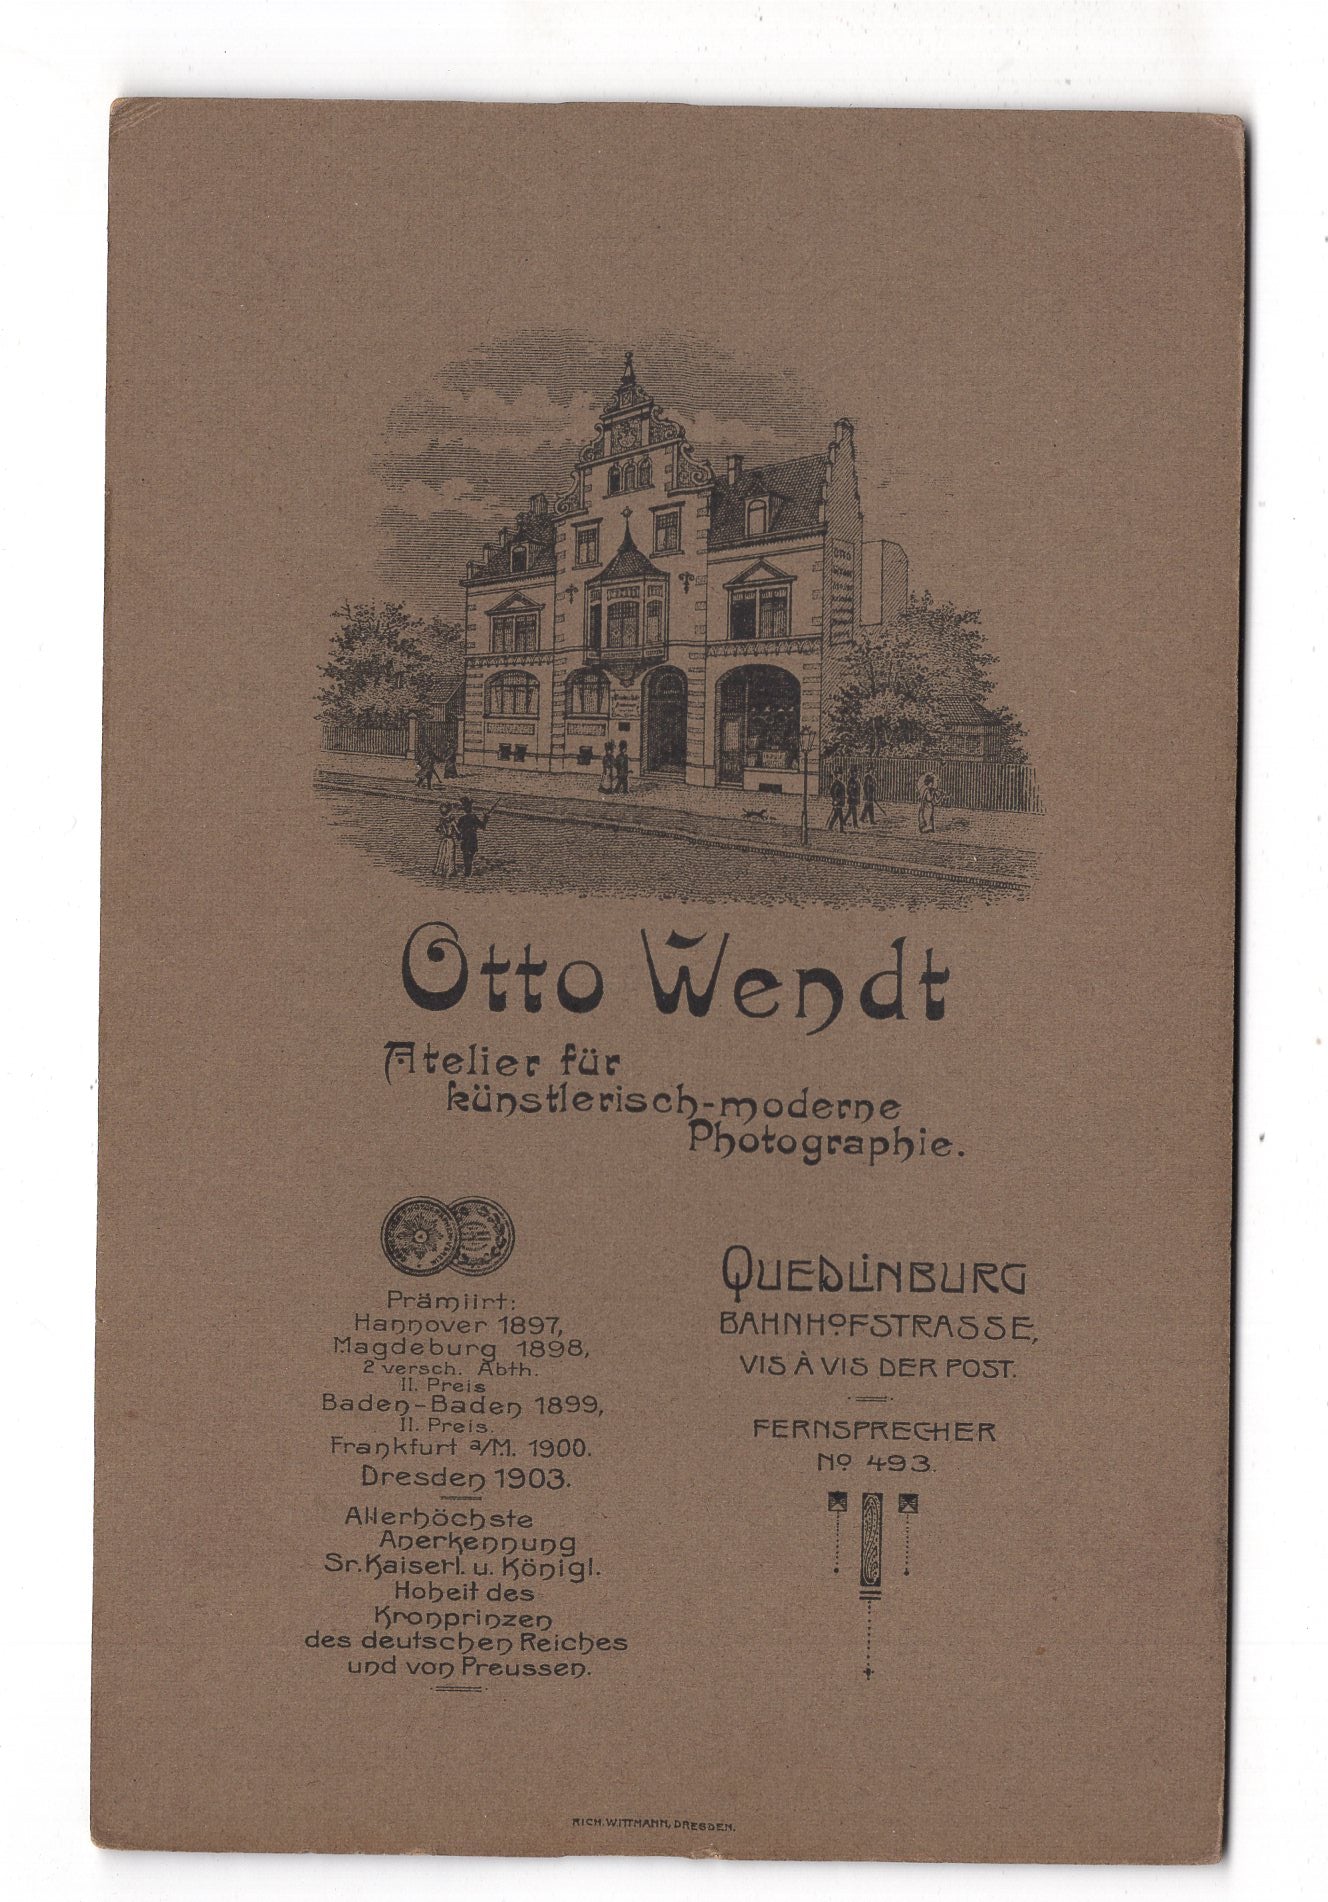 Otto Wendt
Atelier für
künstlerisch-moderne
Photographie.
Prämiirt:
Hannover 1897,
Magdeburg 1898,
2 versch. Abth.
II. Preis
Baden-Baden 1899,
II. Preis.
Frankfurt a/M. 1900.
Dresden 1903.
Allerhöchste
Anerkennung
Sr. Kaiserl. u. Königl.
Hoheit des
Kronprinzen
des deutschen Reiches
und von Preussen.
QUEDLINBURG
BAHNHOFSTRASSE,
VIS À VIS DER POST.
FERNSPRECHER
No 493.
RICH. WITTMANN, DRESDEN.